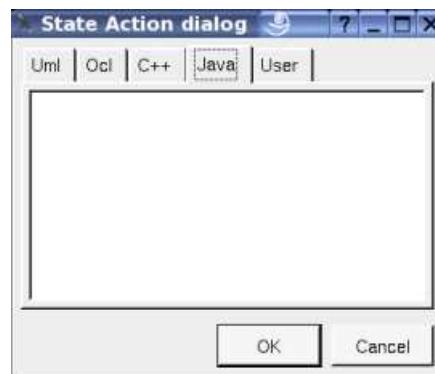 State Action dialog ? _ □ X
Uml Ocl C++ Java User
OK Cancel